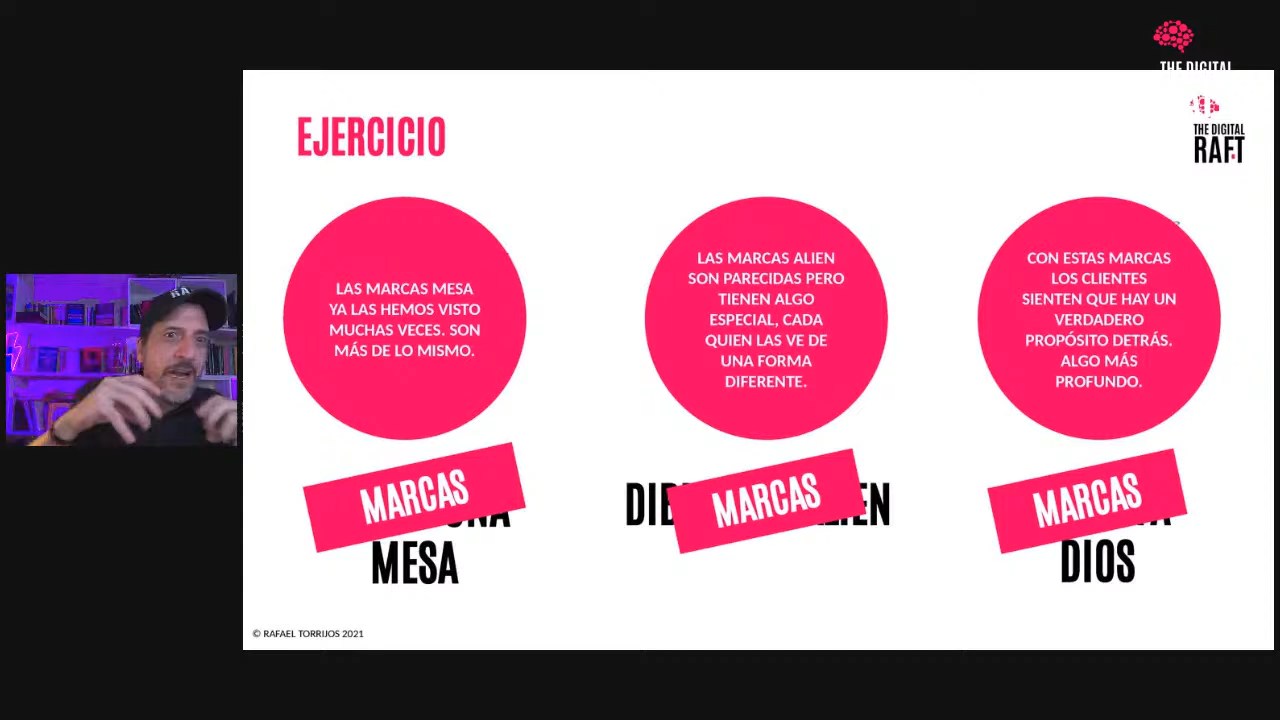 THE DIGITAL
THE DIGITAL
RAFT
EJERCICIO
LAS MARCAS MESA
YA LAS HEMOS VISTO
MUCHAS VECES. SON
MÁS DE LO MISMO.
LAS MARCAS ALIEN
SON PARECIDAS PERO
TIENEN ALGO
ESPECIAL, CADA
QUIEN LAS VE DE
UNA FORMA
DIFERENTE.
CON ESTAS MARCAS
LOS CLIENTES
SIENTEN QUE HAY UN
VERDADERO
PROPÓSITO DETRÁS.
ALGO MÁS
PROFUNDO.
MARCAS
MESA
MARCAS
MARCAS
DIOS
© RAFAEL TORRIJOS 2021